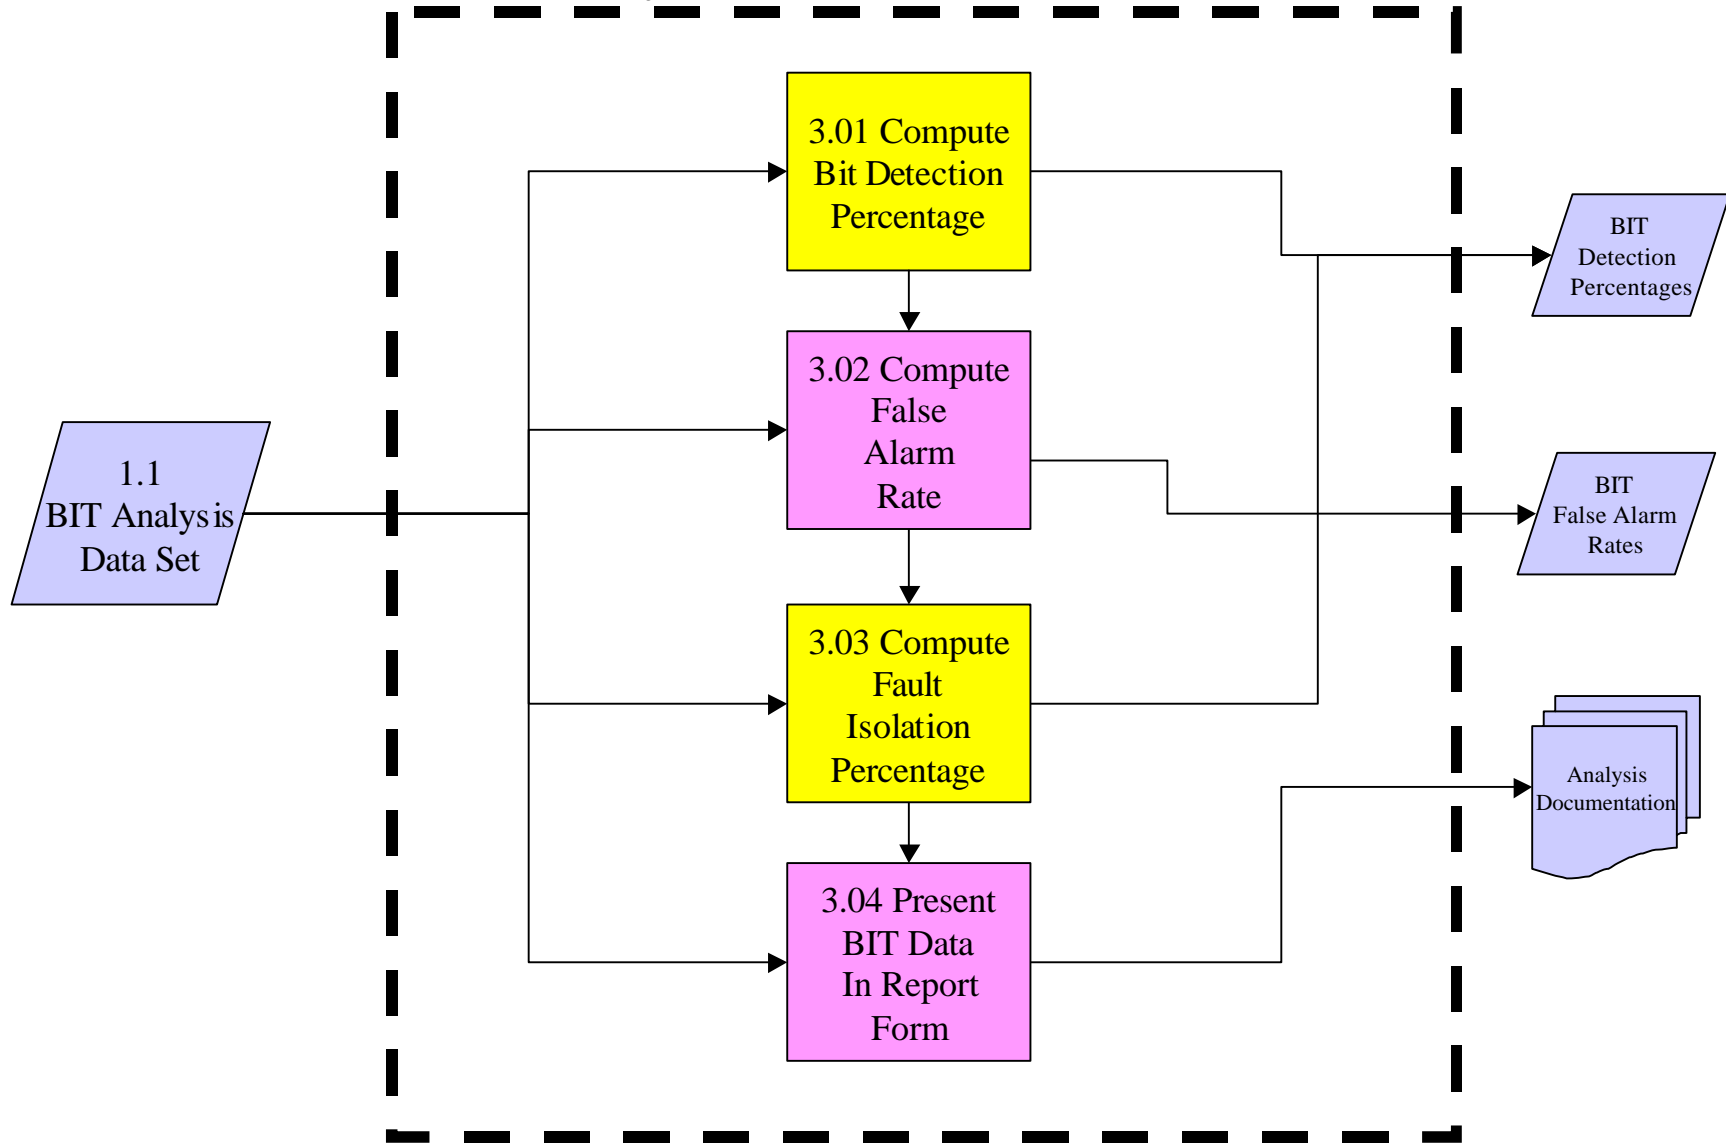 3.01 Compute
Bit Detection
Percentage
BIT
Detection
Percentages
3.02 Compute
False
Alarm
Rate
1.1
BIT Analysis
Data Set
BIT
False Alarm
Rates
3.03 Compute
Fault
Isolation
Percentage
Analysis
Documentation
3.04 Present
BIT Data
In Report
Form